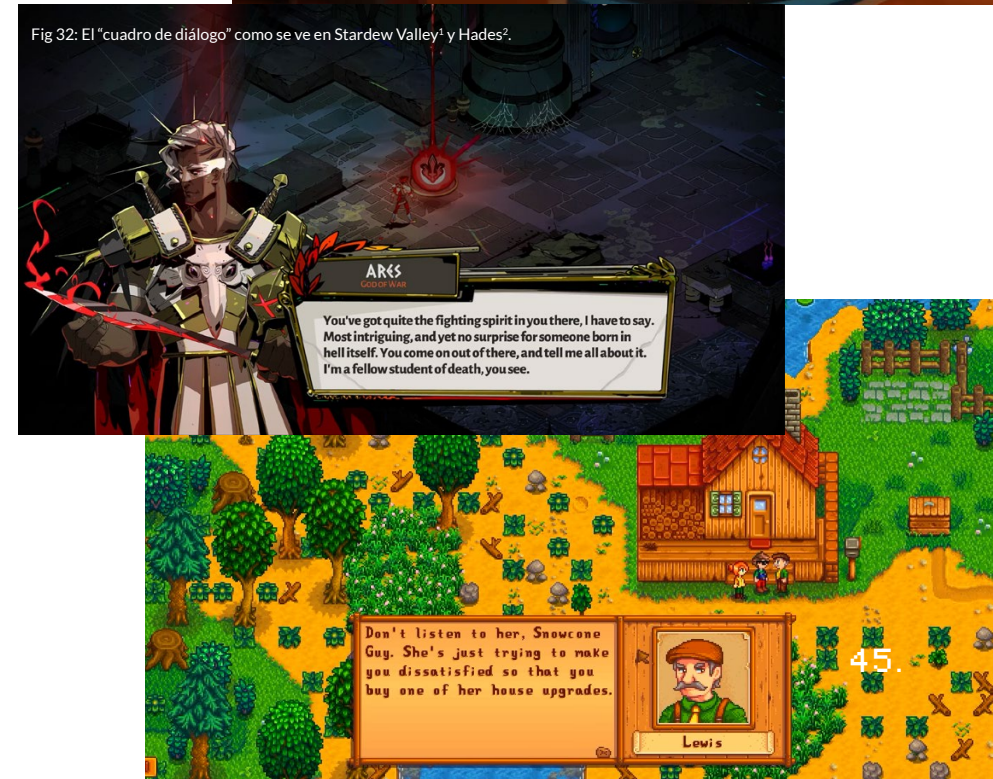 Fig 32: El “cuadro de diálogo” como se ve en Stardew Valley¹ y Hades².
ARES
GOD OF WAR
You've got quite the fighting spirit in you there, I have to say.
Most intriguing, and yet no surprise for someone born in
hell itself. You come on out of there, and tell me all about it.
I'm a fellow student of death, you see.
Don't listen to her, Snowcone
Guy. She's just trying to make
you dissatisfied so that you
buy one of her house upgrades.
Lewis
45.